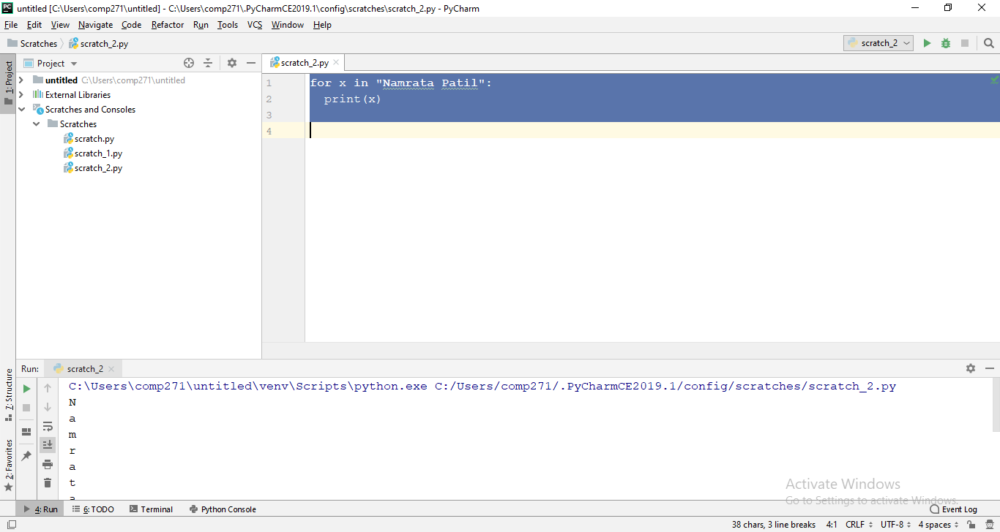 PC untitled [C:\Users\comp271\untitled] - C:\Users\comp271\.PyCharmCE2019.1\config\scratches\scratch_2.py - PyCharm
File Edit View Navigate Code Refactor Run Tools VCS Window Help
Scratches scratch_2.py scratch_2
Project scratch_2.py
1: Project
untitled C:\Users\comp271\untitled
External Libraries
Scratches and Consoles
Scratches
scratch.py
scratch_1.py
scratch_2.py
1 for x in "Namrata Patil":
2 print(x)
3
4
Run: scratch_2
7: Structure
2: Favorites
C:\Users\comp271\untitled\venv\Scripts\python.exe C:/Users/comp271/.PyCharmCE2019.1/config/scratches/scratch_2.py
N
a
m
r
a
t
a
Activate Windows
Go to Settings to activate Windows.
4: Run 6: TODO Terminal Python Console Event Log
38 chars, 3 line breaks 4:1 CRLF UTF-8 4 spaces